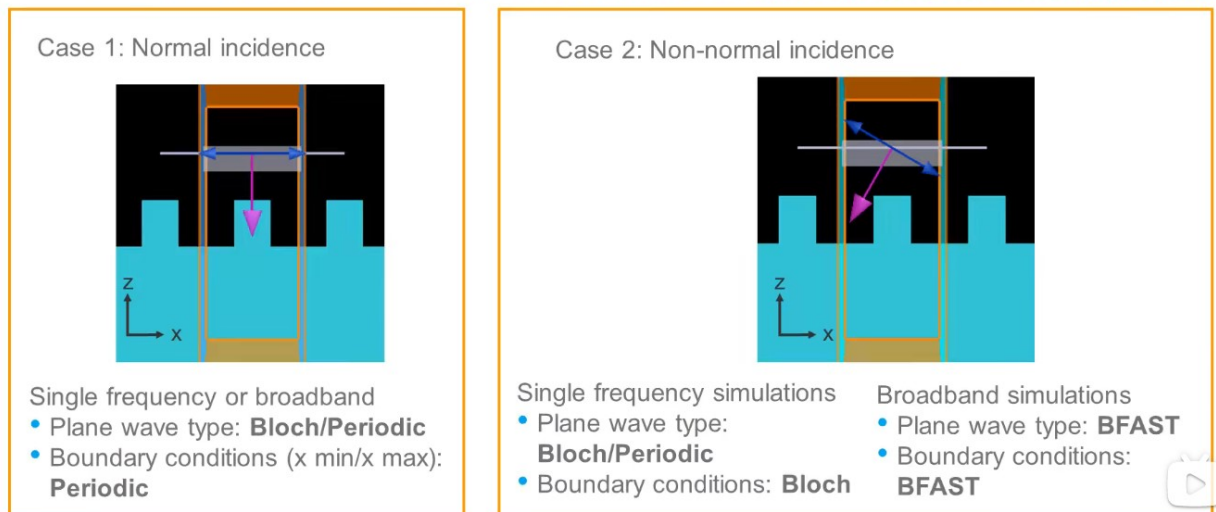 Case 1: Normal incidence
z
x
Single frequency or broadband
• Plane wave type: Bloch/Periodic
• Boundary conditions (x min/x max):
Periodic
Case 2: Non-normal incidence
z
x
Single frequency simulations
• Plane wave type:
Bloch/Periodic
• Boundary conditions: Bloch
Broadband simulations
• Plane wave type: BFAST
• Boundary conditions:
BFAST